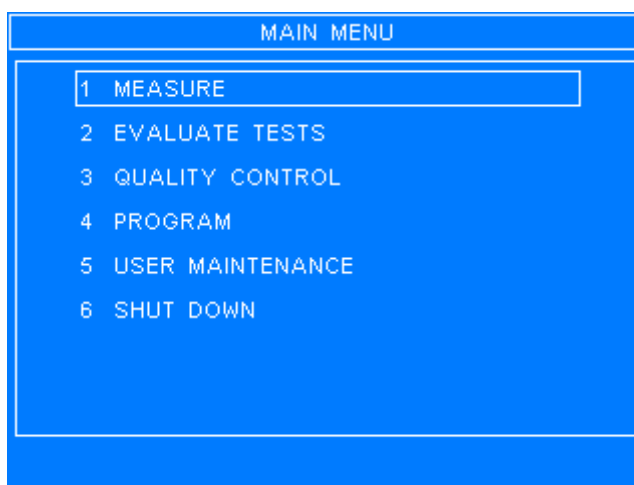 MAIN MENU
1 MEASURE
2 EVALUATE TESTS
3 QUALITY CONTROL
4 PROGRAM
5 USER MAINTENANCE
6 SHUT DOWN